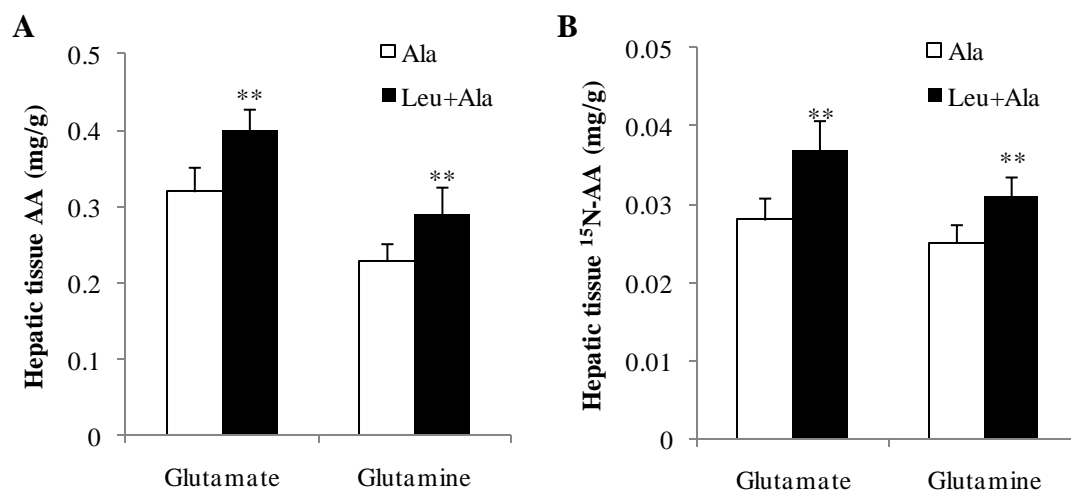 A
Hepatic tissue AA (mg/g)
0.5
0.4
0.3
0.2
0.1
0
Ala
Leu+Ala
**
**
Glutamate
Glutamine
B
Hepatic tissue ¹⁵N-AA (mg/g)
0.05
0.04
0.03
0.02
0.01
0
Ala
Leu+Ala
**
**
Glutamate
Glutamine